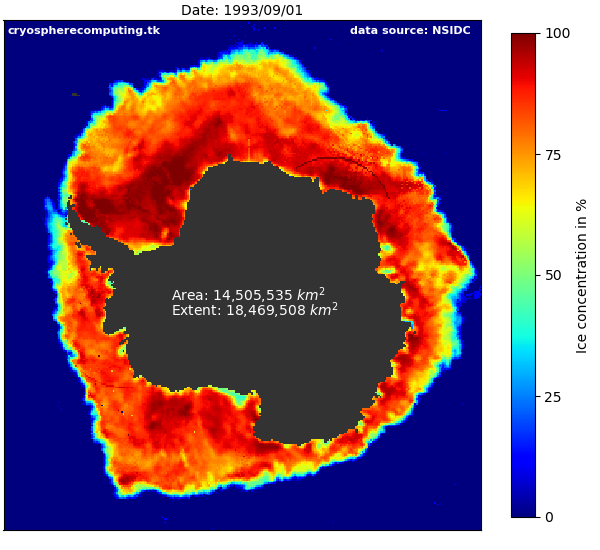 Date: 1993/09/01
cryospherecomputing.tk data source: NSIDC
100
75
Area: 14,505,535 km²
Extent: 18,469,508 km²
50
25
0
Ice concentration in %